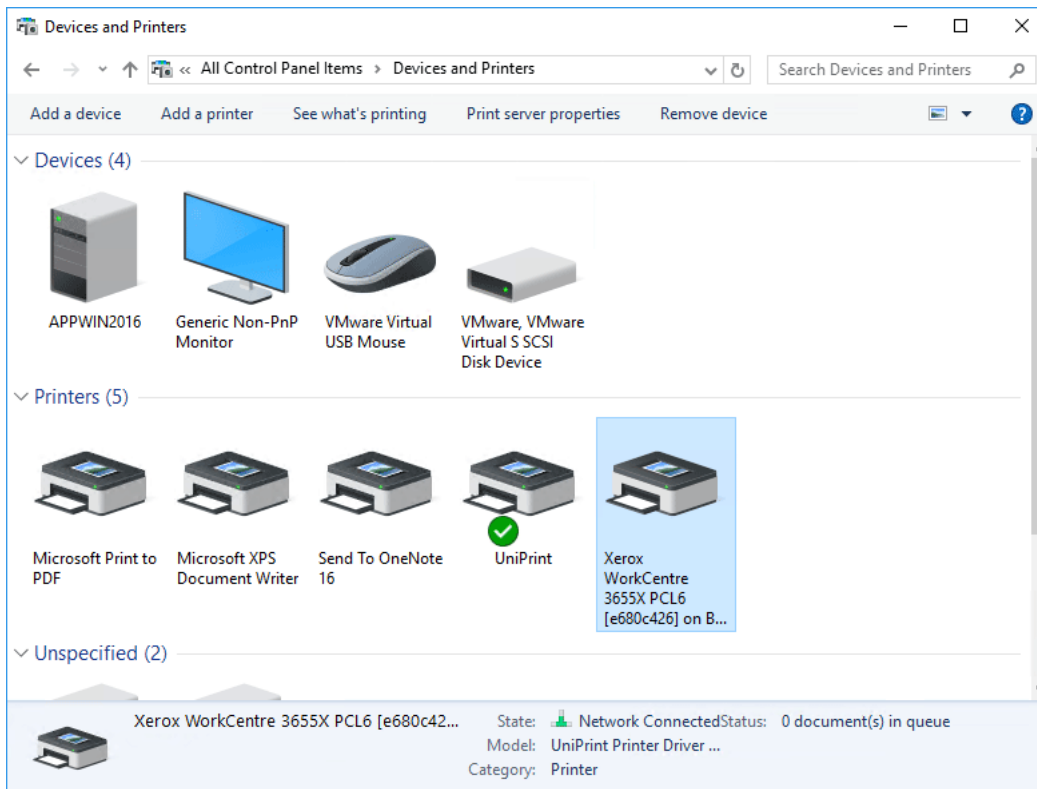 Devices and Printers
« All Control Panel Items > Devices and Printers
Search Devices and Printers
Add a device Add a printer See what's printing Print server properties Remove device
?
Devices (4)
APPWIN2016
Generic Non-PnP
Monitor
VMware Virtual
USB Mouse
VMware, VMware
Virtual S SCSI
Disk Device
Printers (5)
Microsoft Print to
PDF
Microsoft XPS
Document Writer
Send To OneNote
16
UniPrint
Xerox
WorkCentre
3655X PCL6
[e680c426] on B...
Unspecified (2)
Xerox WorkCentre 3655X PCL6 [e680c42... State: Network Connected Status: 0 document(s) in queue
Model: UniPrint Printer Driver ...
Category: Printer